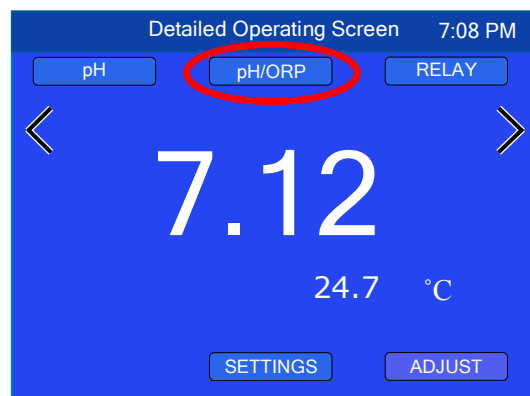 Detailed Operating Screen 7:08 PM
pH pH/ORP RELAY
7.12
24.7 °C
SETTINGS ADJUST